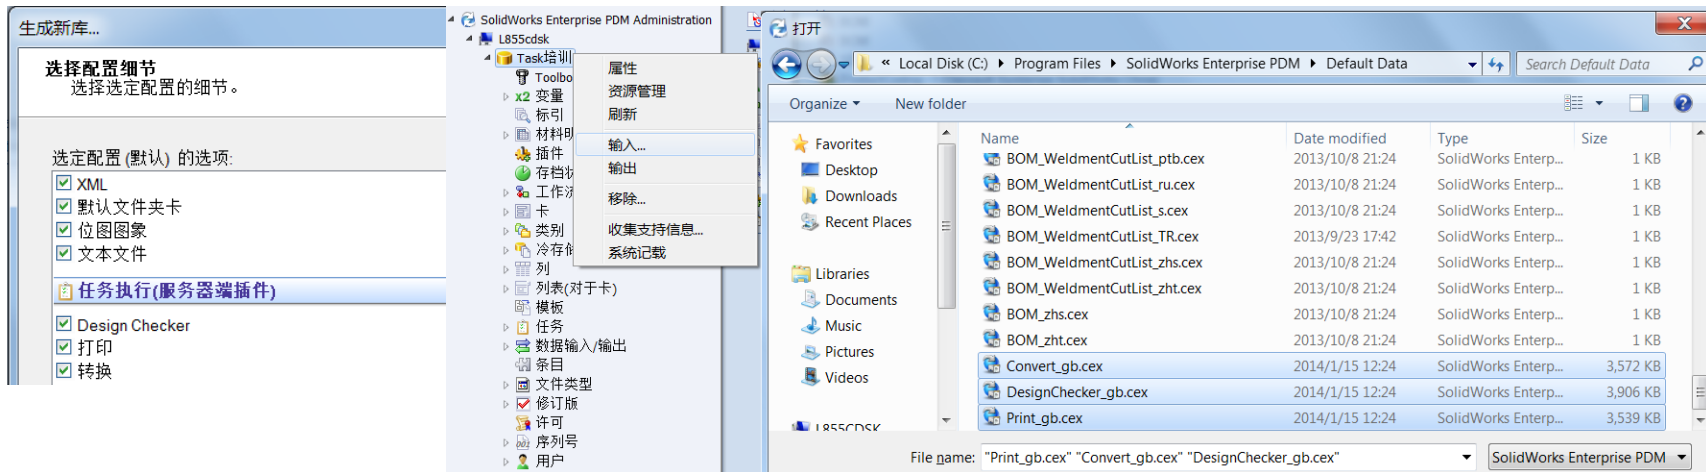 生成新库...
选择配置细节
选择选定配置的细节。
选定配置 (默认) 的选项:
XML
默认文件夹卡
位图图象
文本文件
任务执行(服务器端插件)
Design Checker
打印
转换
SolidWorks Enterprise PDM Administration
L855cdsk
Task培训
Toolbo
x2 变量
标引
材料明
插件
存档状
工作流
卡
类别
冷存储
列
列表(对于卡)
模板
任务
数据输入/输出
条目
文件类型
修订版
许可
序列号
用户
属性
资源管理
刷新
输入...
输出
移除...
收集支持信息...
系统记载
打开
« Local Disk (C:) Program Files SolidWorks Enterprise PDM Default Data
Search Default Data
Organize New folder
Favorites
Desktop
Downloads
Recent Places
Libraries
Documents
Music
Pictures
Videos
L855CDSK
Name Date modified Type Size
BOM_WeldmentCutList_ptb.cex 2013/10/8 21:24 SolidWorks Enterp... 1 KB
BOM_WeldmentCutList_ru.cex 2013/10/8 21:24 SolidWorks Enterp... 1 KB
BOM_WeldmentCutList_s.cex 2013/10/8 21:24 SolidWorks Enterp... 1 KB
BOM_WeldmentCutList_TR.cex 2013/9/23 17:42 SolidWorks Enterp... 1 KB
BOM_WeldmentCutList_zhs.cex 2013/10/8 21:24 SolidWorks Enterp... 1 KB
BOM_WeldmentCutList_zht.cex 2013/10/8 21:24 SolidWorks Enterp... 1 KB
BOM_zhs.cex 2013/10/8 21:24 SolidWorks Enterp... 1 KB
BOM_zht.cex 2013/10/8 21:24 SolidWorks Enterp... 1 KB
Convert_gb.cex 2014/1/15 12:24 SolidWorks Enterp... 3,572 KB
DesignChecker_gb.cex 2014/1/15 12:24 SolidWorks Enterp... 3,906 KB
Print_gb.cex 2014/1/15 12:24 SolidWorks Enterp... 3,539 KB
File name: "Print_gb.cex" "Convert_gb.cex" "DesignChecker_gb.cex" SolidWorks Enterprise PDM